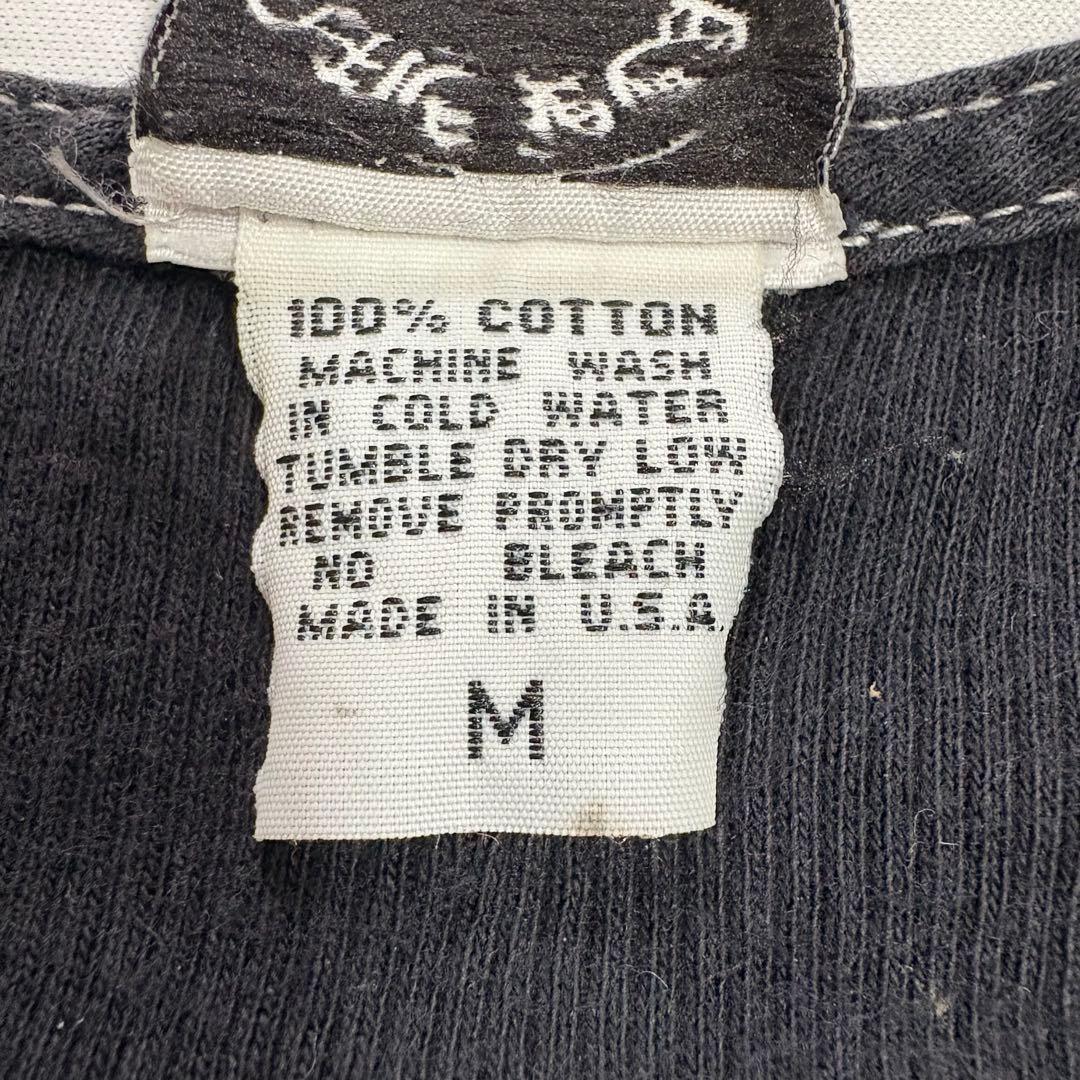 100% COTTON
MACHINE WASH
IN COLD WATER
TUMBLE DRY LOW
REMOVE PROMPTLY
NO BLEACH
MADE IN U.S.A.
M